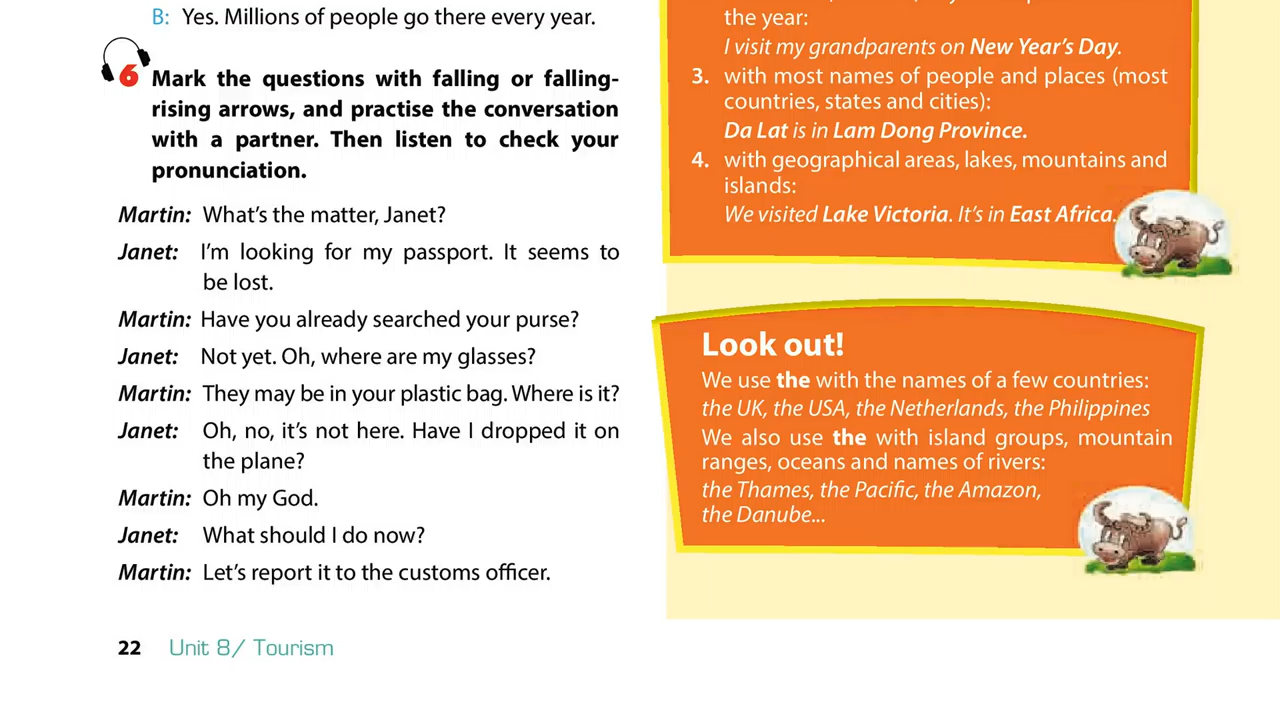 B: Yes. Millions of people go there every year.
6 Mark the questions with falling or falling-
rising arrows, and practise the conversation
with a partner. Then listen to check your
pronunciation.
Martin: What's the matter, Janet?
Janet: I'm looking for my passport. It seems to
be lost.
Martin: Have you already searched your purse?
Janet: Not yet. Oh, where are my glasses?
Martin: They may be in your plastic bag. Where is it?
Janet: Oh, no, it's not here. Have I dropped it on
the plane?
Martin: Oh my God.
Janet: What should I do now?
Martin: Let's report it to the customs officer.
22 Unit 8/ Tourism
the year:
I visit my grandparents on New Year's Day.
3. with most names of people and places (most
countries, states and cities):
Da Lat is in Lam Dong Province.
4. with geographical areas, lakes, mountains and
islands:
We visited Lake Victoria. It's in East Africa.
Look out!
We use the with the names of a few countries:
the UK, the USA, the Netherlands, the Philippines
We also use the with island groups, mountain
ranges, oceans and names of rivers:
the Thames, the Pacific, the Amazon,
the Danube...